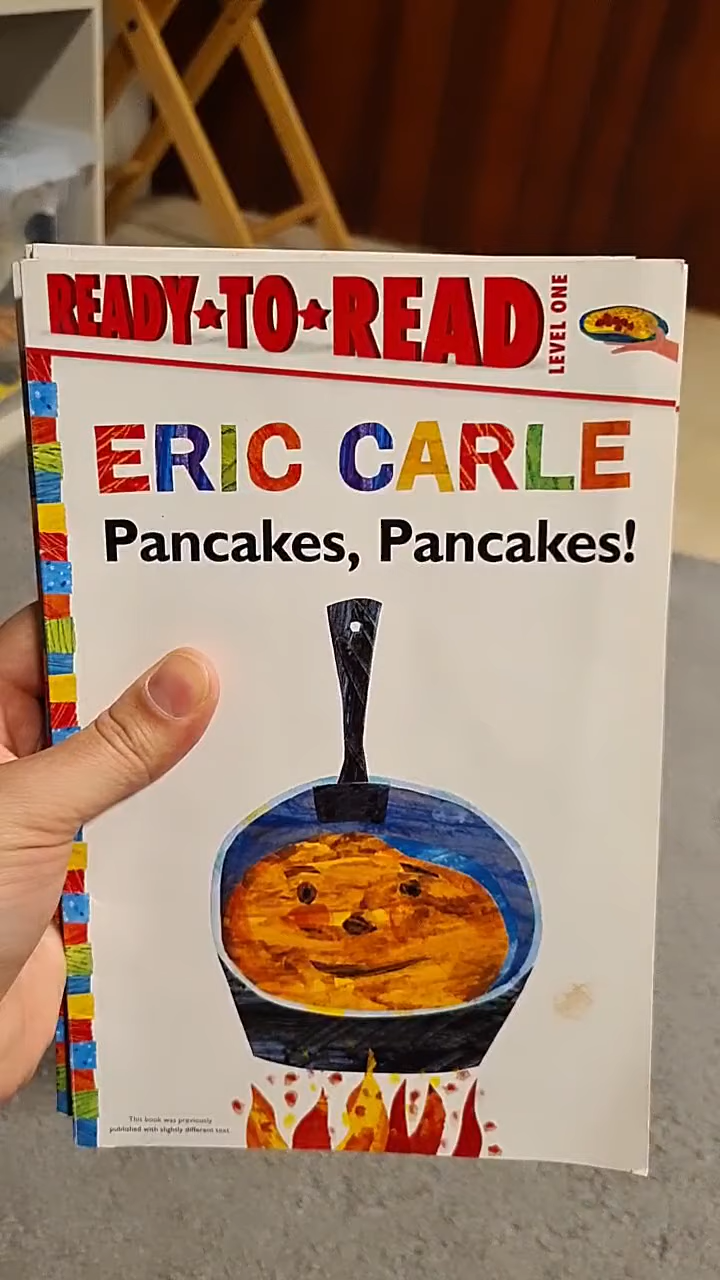 READY★TO★READ
LEVEL ONE
ERIC CARLE
Pancakes, Pancakes!
This book was previously
published with slightly different text.